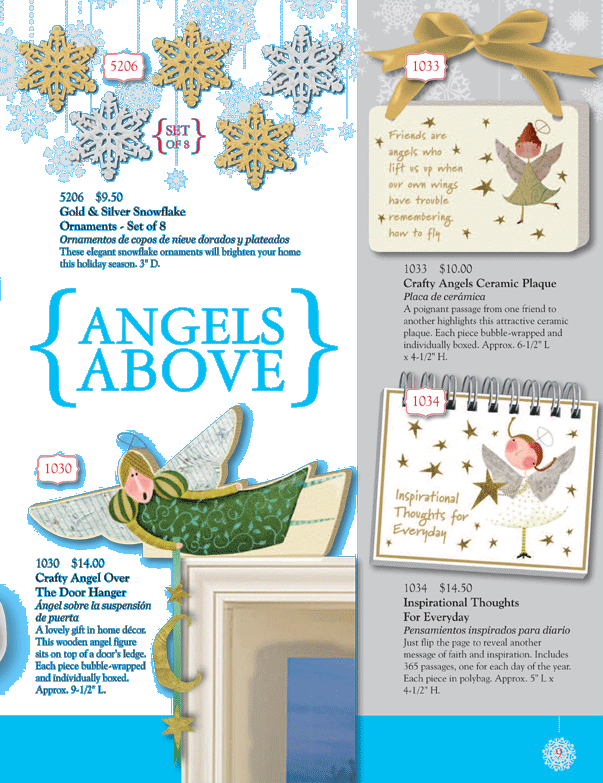 5206
{SET
OF 8}
5206 $9.50
Gold & Silver Snowflake
Ornaments - Set of 8
Ornamentos de copos de nieve dorados y plateados
These elegant snowflake ornaments will brighten your home
this holiday season. 3" D.
{ANGELS
ABOVE}
1030
1030 $14.00
Crafty Angel Over
The Door Hanger
Ángel sobre la suspensión
de puerta
A lovely gift in home décor.
This wooden angel figure
sits on top of a door's ledge.
Each piece bubble-wrapped
and individually boxed.
Approx. 9-1/2" L.
1033
Friends are
angels who
lift us up when
our own wings
have trouble
remembering
how to fly
1033 $10.00
Crafty Angels Ceramic Plaque
Placa de cerámica
A poignant passage from one friend to
another highlights this attractive ceramic
plaque. Each piece bubble-wrapped and
individually boxed. Approx. 6-1/2" L
x 4-1/2" H.
1034
Inspirational
Thoughts for
Everyday
1034 $14.50
Inspirational Thoughts
For Everyday
Pensamientos inspirados para diario
Just flip the page to reveal another
message of faith and inspiration. Includes
365 passages, one for each day of the year.
Each piece in polybag. Approx. 5" L x
4-1/2" H.
9